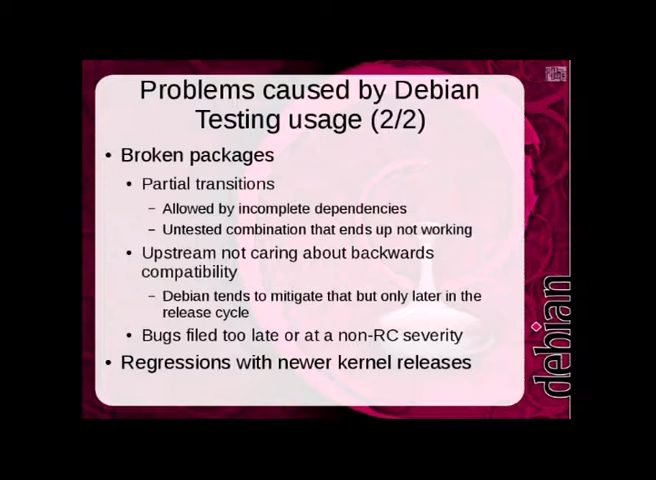 Problems caused by Debian
Testing usage (2/2)
• Broken packages
• Partial transitions
– Allowed by incomplete dependencies
– Untested combination that ends up not working
• Upstream not caring about backwards
compatibility
– Debian tends to mitigate that but only later in the
release cycle
• Bugs filed too late or at a non-RC severity
• Regressions with newer kernel releases
debian